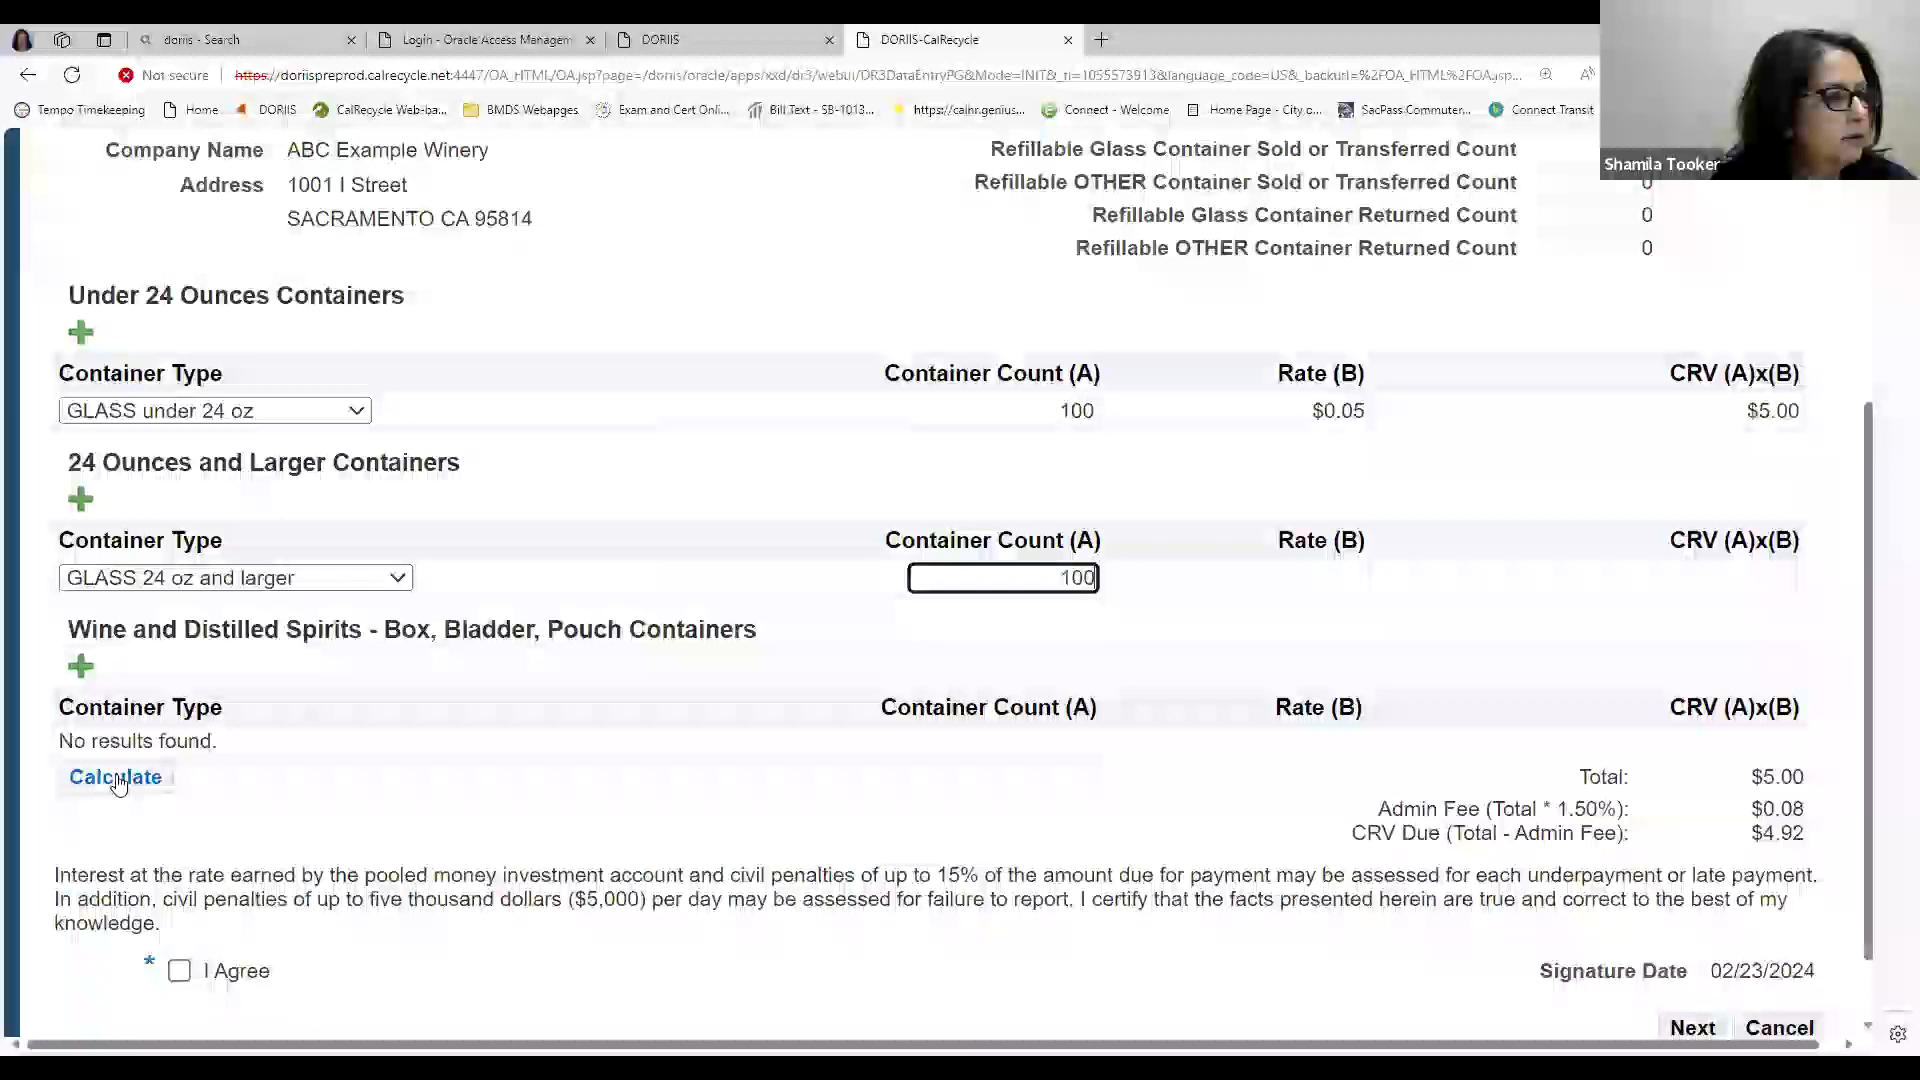 doriis - Search
Login - Oracle Access Managem
DORIIS
DORIIS-CalRecycle
Not secure
https://doriispreprod.calrecycle.net:4447/OA_HTML/OA.jsp?page=/doriis/oracle/apps/xxd/dr3/webui/DR3DataEntryPG&Mode=INIT&_ti=1055573913&language_code=US&_backurl=%2FOA_HTML%2FOA.jsp...
Tempo Timekeeping
Home
DORIIS
CalRecycle Web-ba...
BMDS Webapges
Exam and Cert Onli...
Bill Text - SB-1013...
https://calhr.genius...
Connect - Welcome
Home Page - City o...
SacPass Commuter...
Connect Transit
Shamila Tooker
Company Name ABC Example Winery
Address 1001 I Street
SACRAMENTO CA 95814
Refillable Glass Container Sold or Transferred Count
Refillable OTHER Container Sold or Transferred Count 0
Refillable Glass Container Returned Count 0
Refillable OTHER Container Returned Count 0
Under 24 Ounces Containers
Container Type Container Count (A) Rate (B) CRV (A)x(B)
GLASS under 24 oz 100 $0.05 $5.00
24 Ounces and Larger Containers
Container Type Container Count (A) Rate (B) CRV (A)x(B)
GLASS 24 oz and larger 100
Wine and Distilled Spirits - Box, Bladder, Pouch Containers
Container Type Container Count (A) Rate (B) CRV (A)x(B)
No results found.
Calculate
Total: $5.00
Admin Fee (Total * 1.50%): $0.08
CRV Due (Total - Admin Fee): $4.92
Interest at the rate earned by the pooled money investment account and civil penalties of up to 15% of the amount due for payment may be assessed for each underpayment or late payment.
In addition, civil penalties of up to five thousand dollars ($5,000) per day may be assessed for failure to report. I certify that the facts presented herein are true and correct to the best of my
knowledge.
* I Agree
Signature Date 02/23/2024
Next Cancel